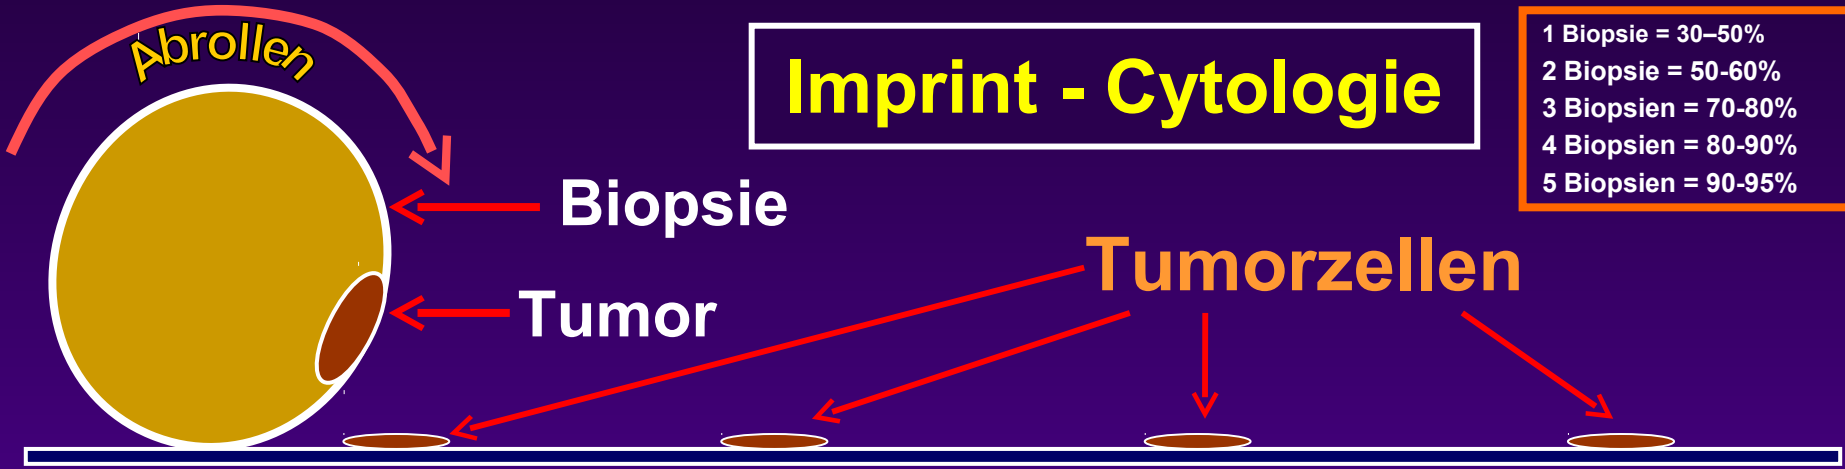 Abrollen
Imprint - Cytologie
1 Biopsie = 30–50%
2 Biopsie = 50-60%
3 Biopsien = 70-80%
4 Biopsien = 80-90%
5 Biopsien = 90-95%
Biopsie
Tumorzellen
Tumor